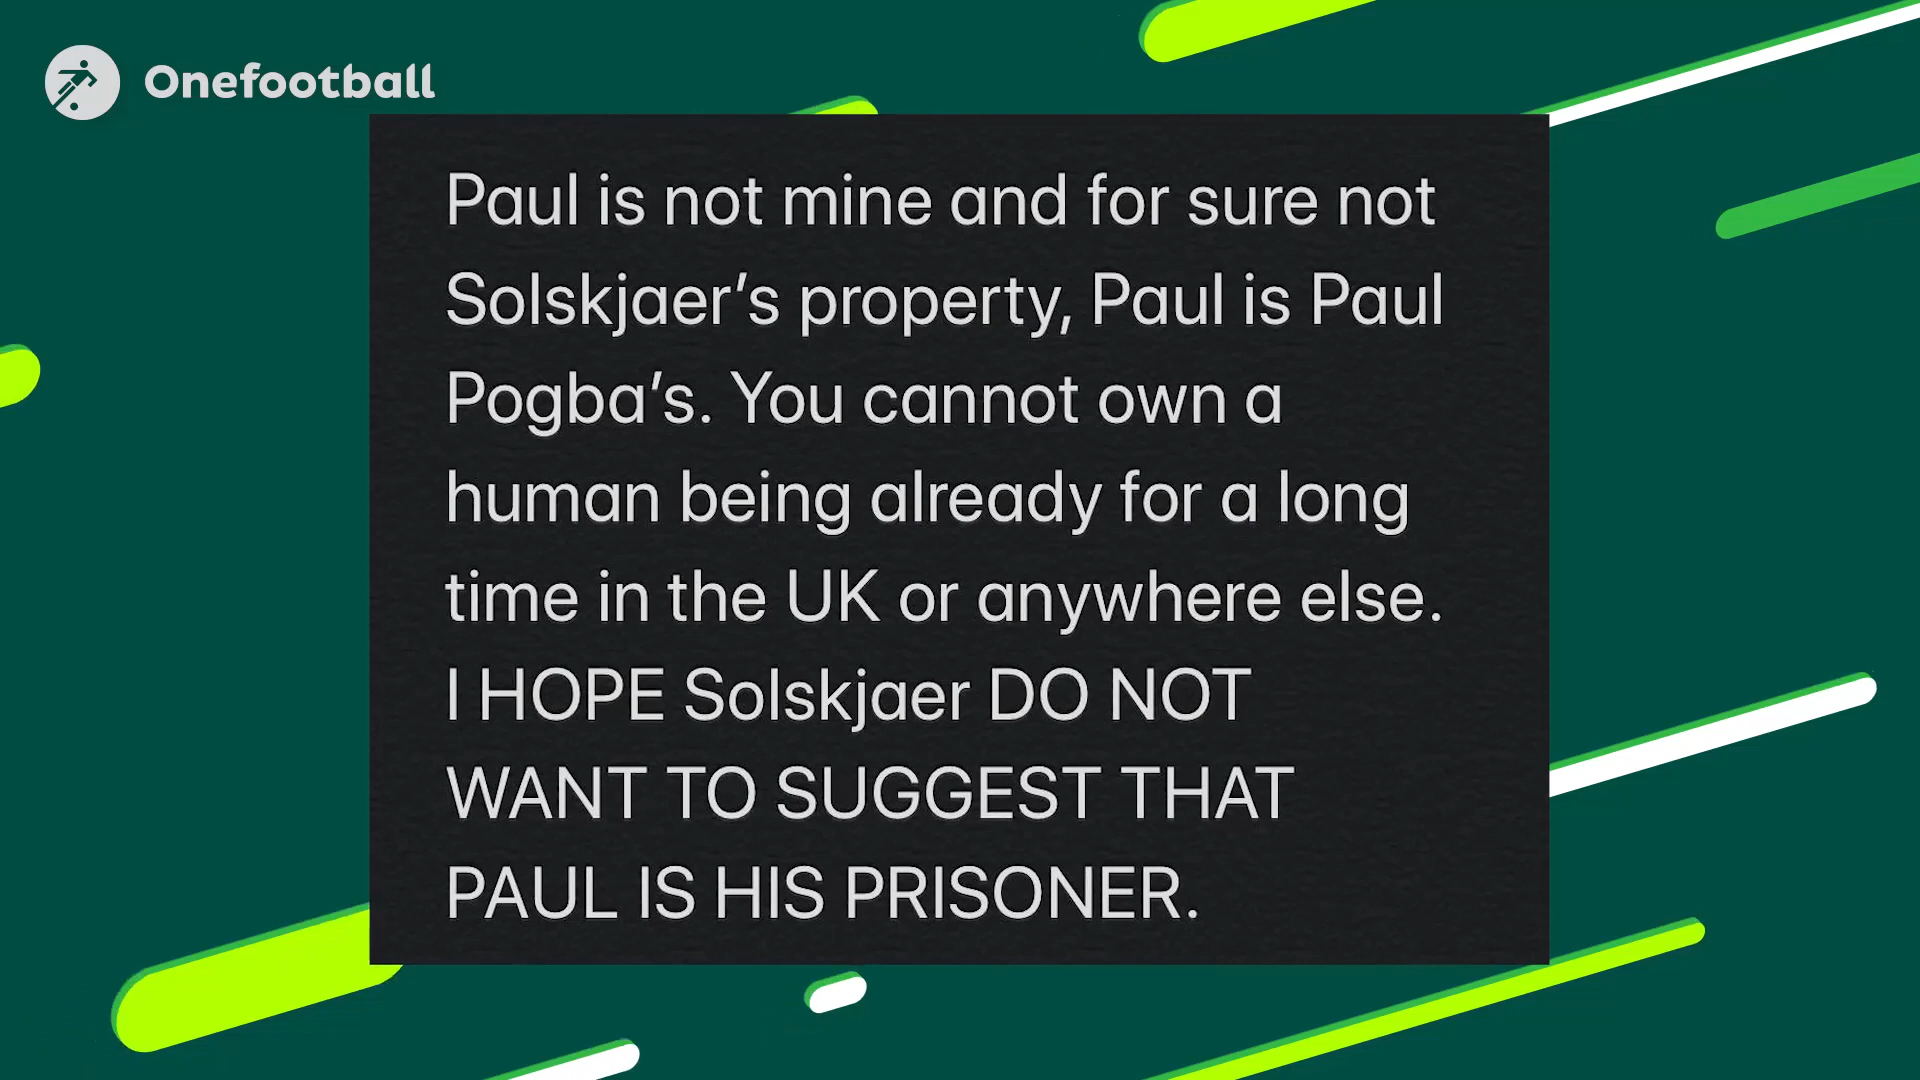 Onefootball
Paul is not mine and for sure not
Solskjaer’s property, Paul is Paul
Pogba’s. You cannot own a
human being already for a long
time in the UK or anywhere else.
I HOPE Solskjaer DO NOT
WANT TO SUGGEST THAT
PAUL IS HIS PRISONER.